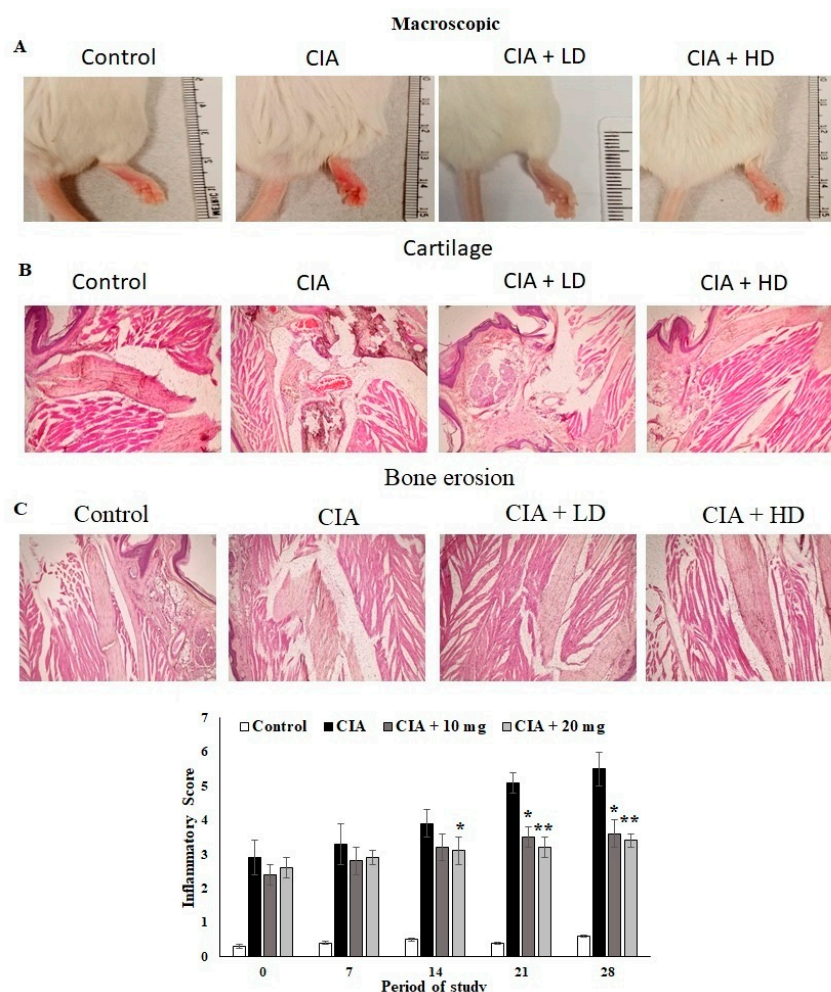 Macroscopic
A
Control CIA CIA + LD CIA + HD
Cartilage
B
Control CIA CIA + LD CIA + HD
Bone erosion
C
Control CIA CIA + LD CIA + HD
7
Control CIA CIA + 10 mg CIA + 20 mg
6
5
* **
* **
4
*
3
2
1
0
Inflammatory Score
0 7 14 21 28
Period of study